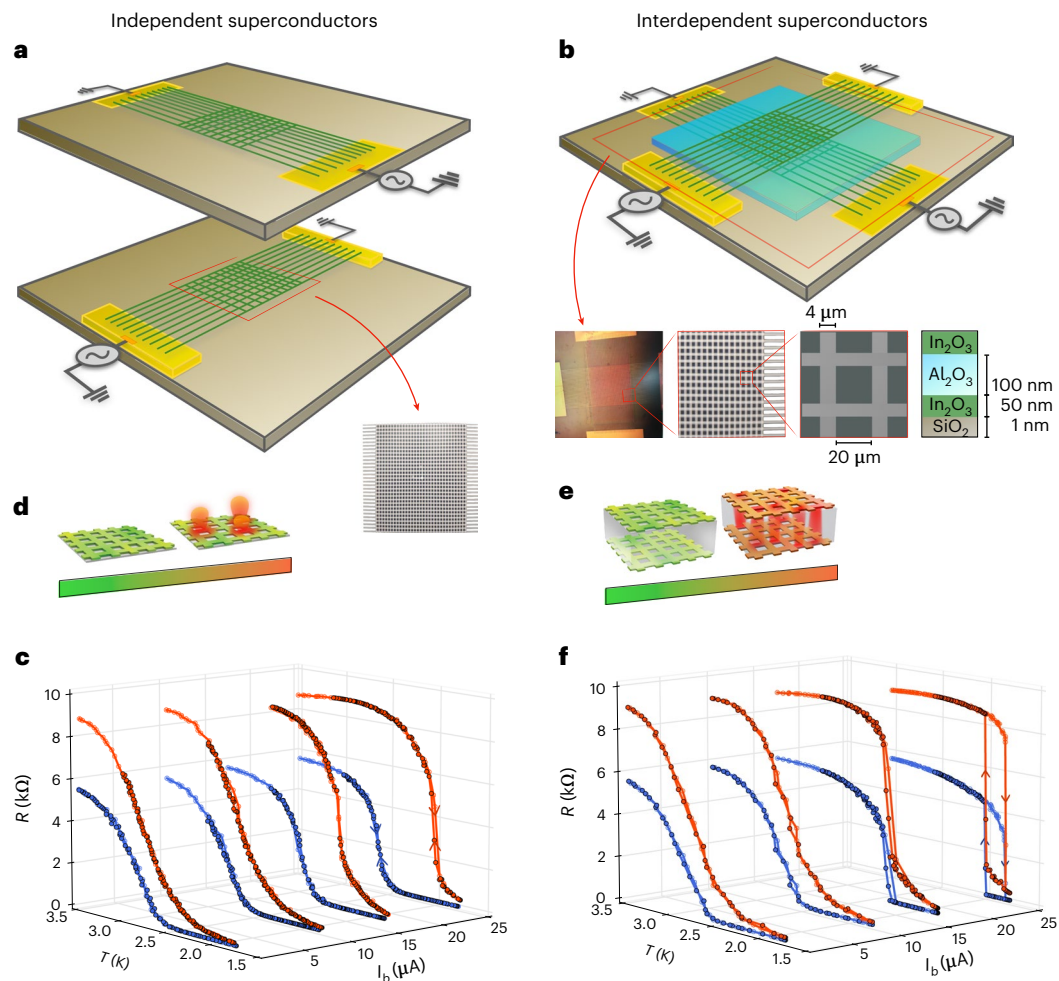 Independent superconductors
Interdependent superconductors
a
b
4 μm
In₂O₃
Al₂O₃
In₂O₃
SiO₂
100 nm
50 nm
1 nm
20 μm
d
e
c
10
8
6
4
2
0
R (kΩ)
3.5
3.0
2.5
2.0
1.5
T (K)
5
10
15
20
25
I_b (μA)
f
10
8
6
4
2
0
R (kΩ)
3.5
3.0
2.5
2.0
1.5
T (K)
5
10
15
20
25
I_b (μA)